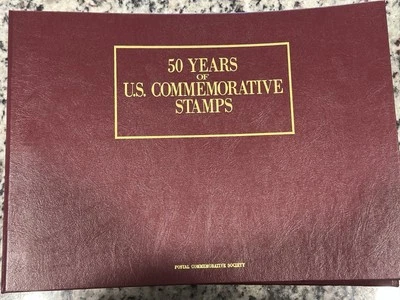 50 YEARS
OF
U.S. COMMEMORATIVE
STAMPS
POSTAL COMMEMORATIVE SOCIETY